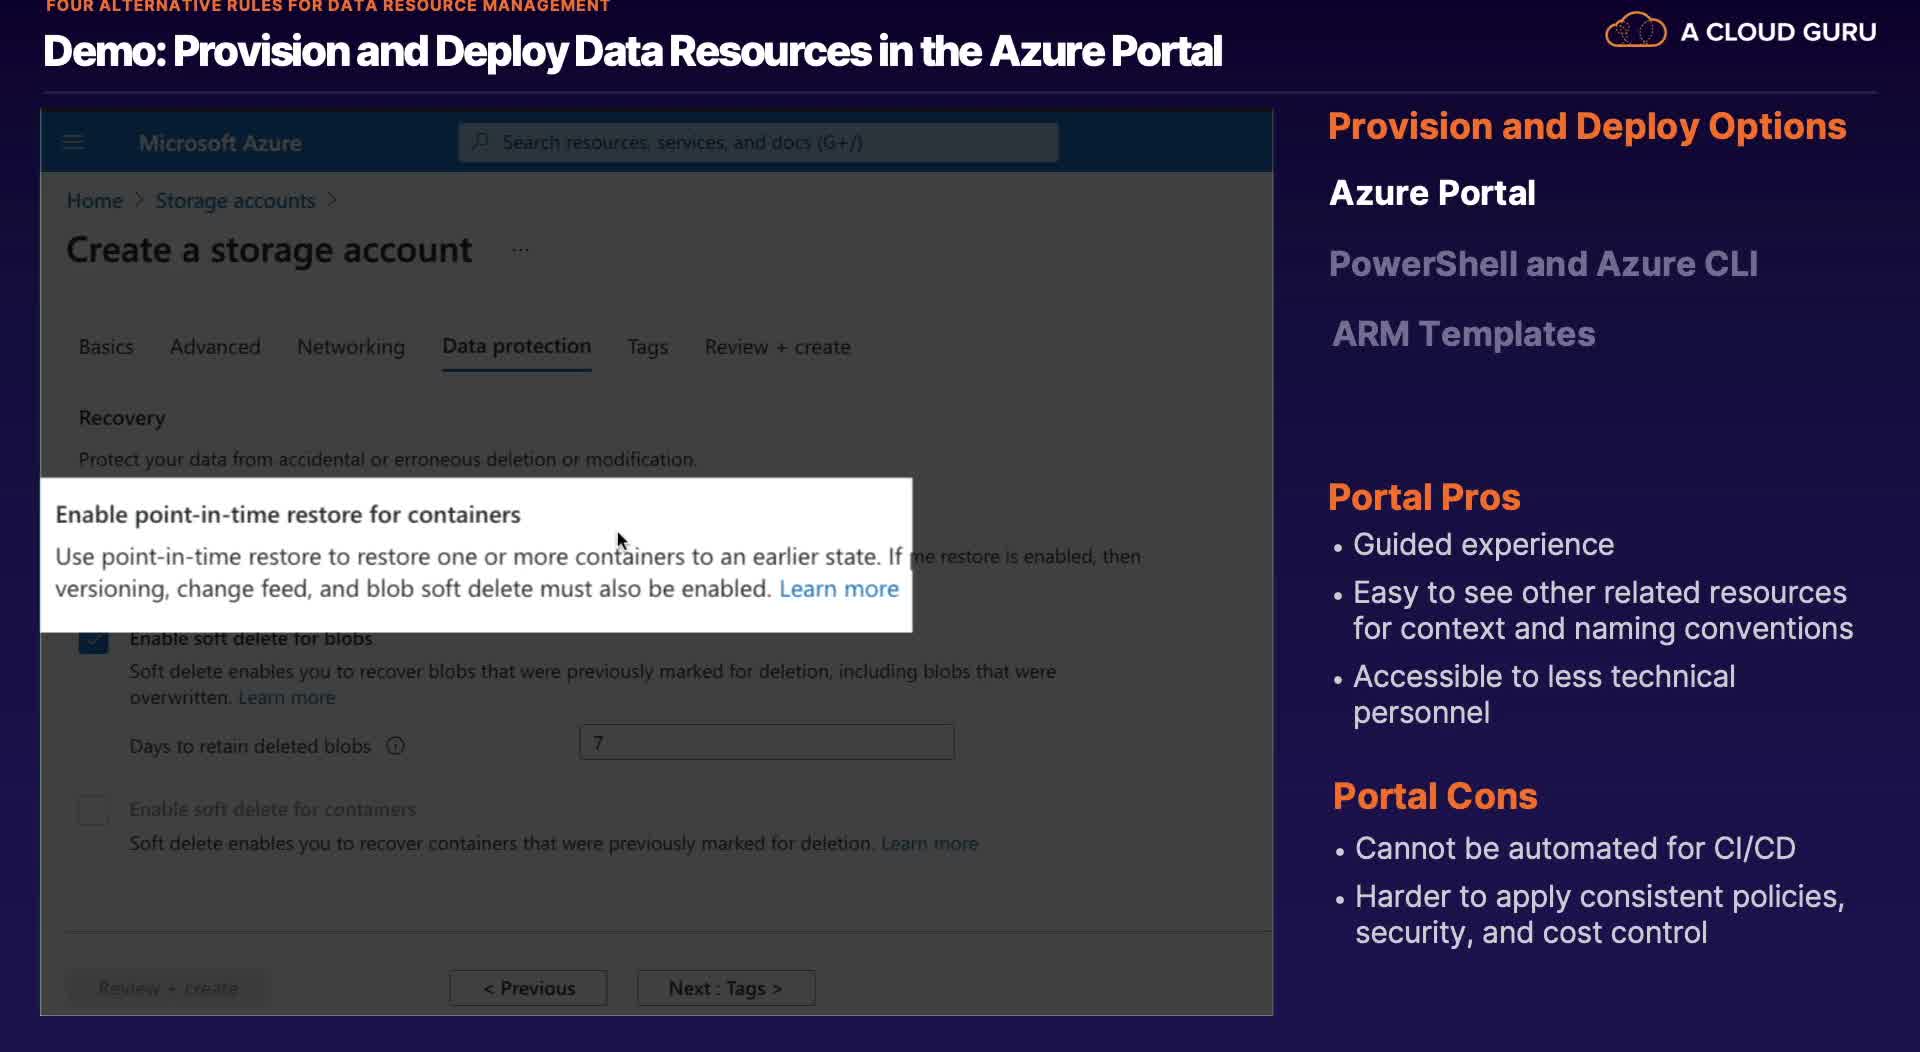 FOUR ALTERNATIVE RULES FOR DATA RESOURCE MANAGEMENT
Demo: Provision and Deploy Data Resources in the Azure Portal
A CLOUD GURU
Microsoft Azure
Search resources, services, and docs (G+/)
Home > Storage accounts >
Create a storage account ...
Basics Advanced Networking Data protection Tags Review + create
Recovery
Protect your data from accidental or erroneous deletion or modification.
Enable point-in-time restore for containers
Use point-in-time restore to restore one or more containers to an earlier state. If me restore is enabled, then
versioning, change feed, and blob soft delete must also be enabled. Learn more
Enable soft delete for blobs
Soft delete enables you to recover blobs that were previously marked for deletion, including blobs that were
overwritten. Learn more
Days to retain deleted blobs
7
Enable soft delete for containers
Soft delete enables you to recover containers that were previously marked for deletion. Learn more
Review + create
< Previous
Next : Tags >
Provision and Deploy Options
Azure Portal
PowerShell and Azure CLI
ARM Templates
Portal Pros
• Guided experience
• Easy to see other related resources
for context and naming conventions
• Accessible to less technical
personnel
Portal Cons
• Cannot be automated for CI/CD
• Harder to apply consistent policies,
security, and cost control